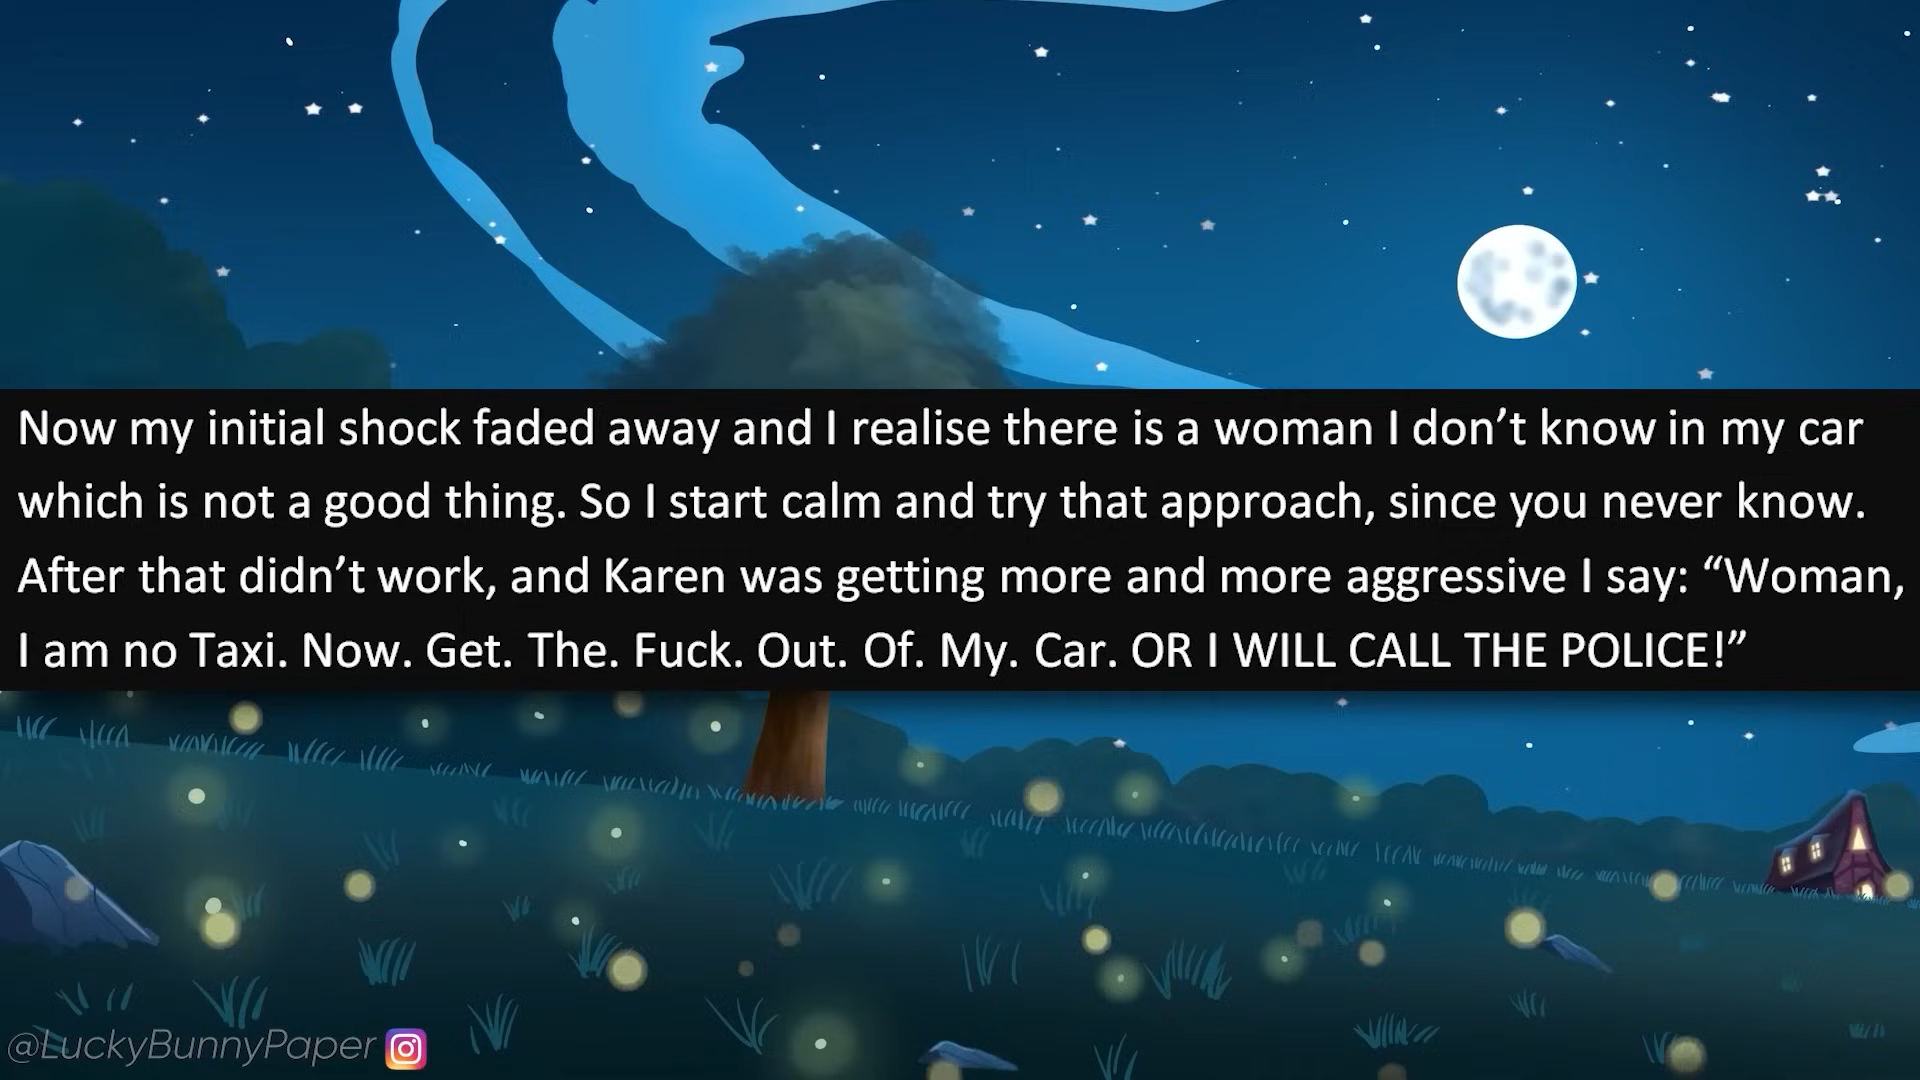 Now my initial shock faded away and I realise there is a woman I don’t know in my car
which is not a good thing. So I start calm and try that approach, since you never know.
After that didn’t work, and Karen was getting more and more aggressive I say: “Woman,
I am no Taxi. Now. Get. The. Fuck. Out. Of. My. Car. OR I WILL CALL THE POLICE!”
@LuckyBunnyPaper